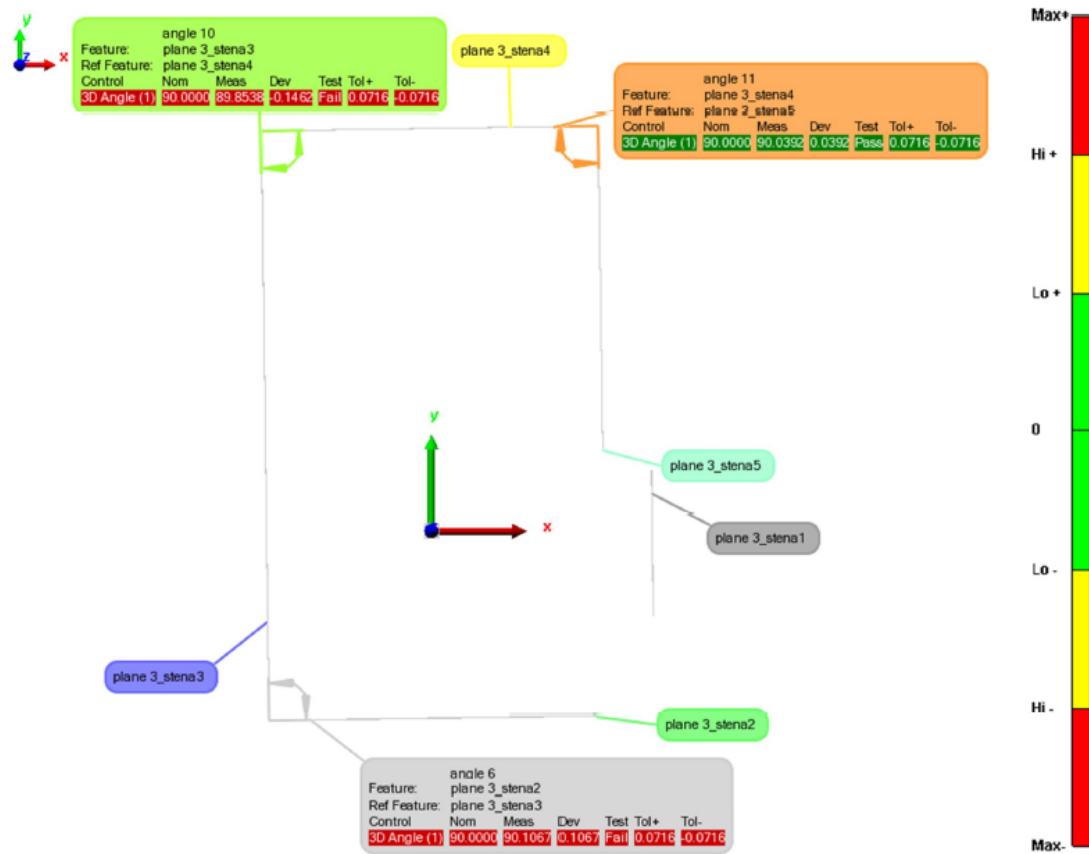 y
z
x
angle 10
Feature: plane 3_stena3
Ref Feature: plane 3_stena4
Control Nom Meas Dev Test Tol+ Tol-
3D Angle (1) 90.0000 89.8538 -0.1462 Fail 0.0716 -0.0716
plane 3_stena4
angle 11
Feature: plane 3_stena4
Ref Feature: plane 3_stena5
Control Nom Meas Dev Test Tol+ Tol-
3D Angle (1) 90.0000 90.0392 0.0392 Pass 0.0716 -0.0716
y
x
plane 3_stena5
plane 3_stena1
plane 3_stena3
plane 3_stena2
angle 6
Feature: plane 3_stena2
Ref Feature: plane 3_stena3
Control Nom Meas Dev Test Tol+ Tol-
3D Angle (1) 90.0000 90.1067 0.1067 Fail 0.0716 -0.0716
Max+
Hi +
Lo +
0
Lo -
Hi -
Max-